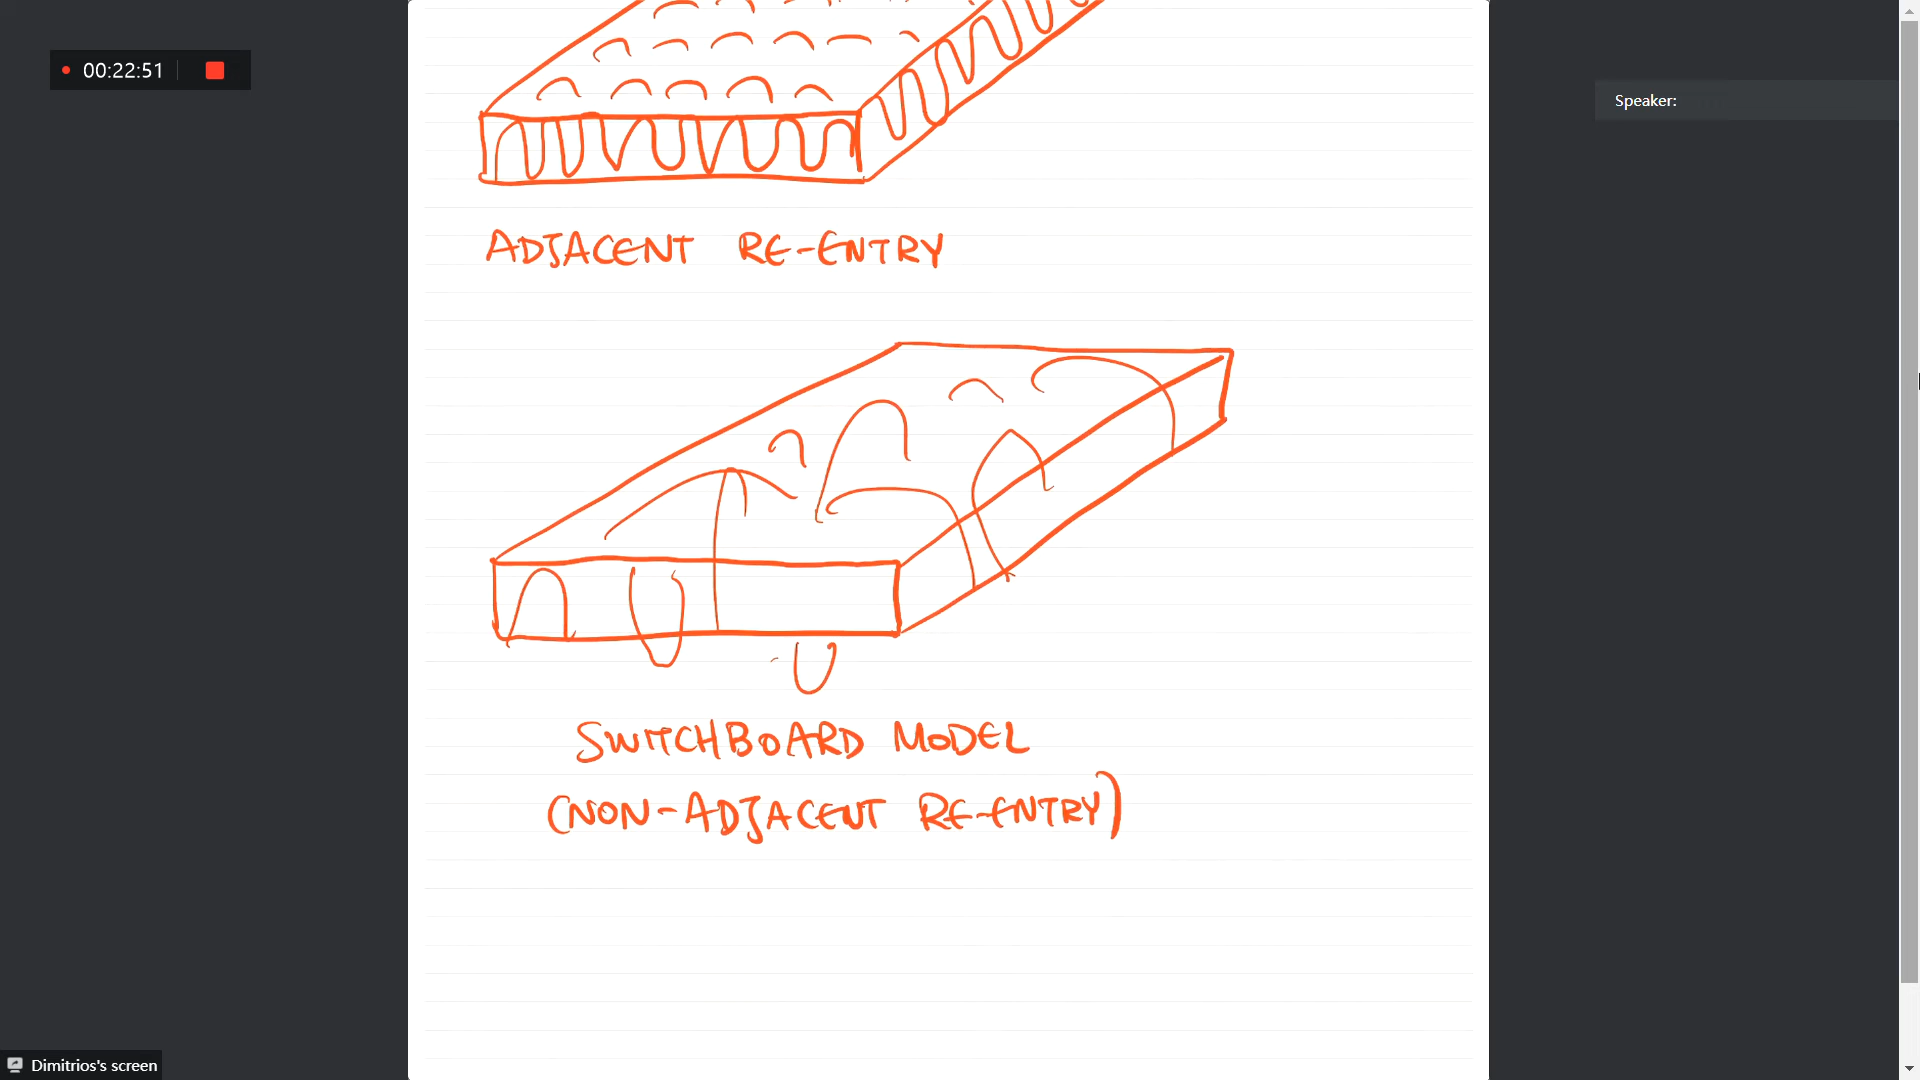 00:22:51
Speaker:
ADJACENT RE-ENTRY
SWITCHBOARD MODEL
(NON-ADJACENT RE-ENTRY)
Dimitrios's screen